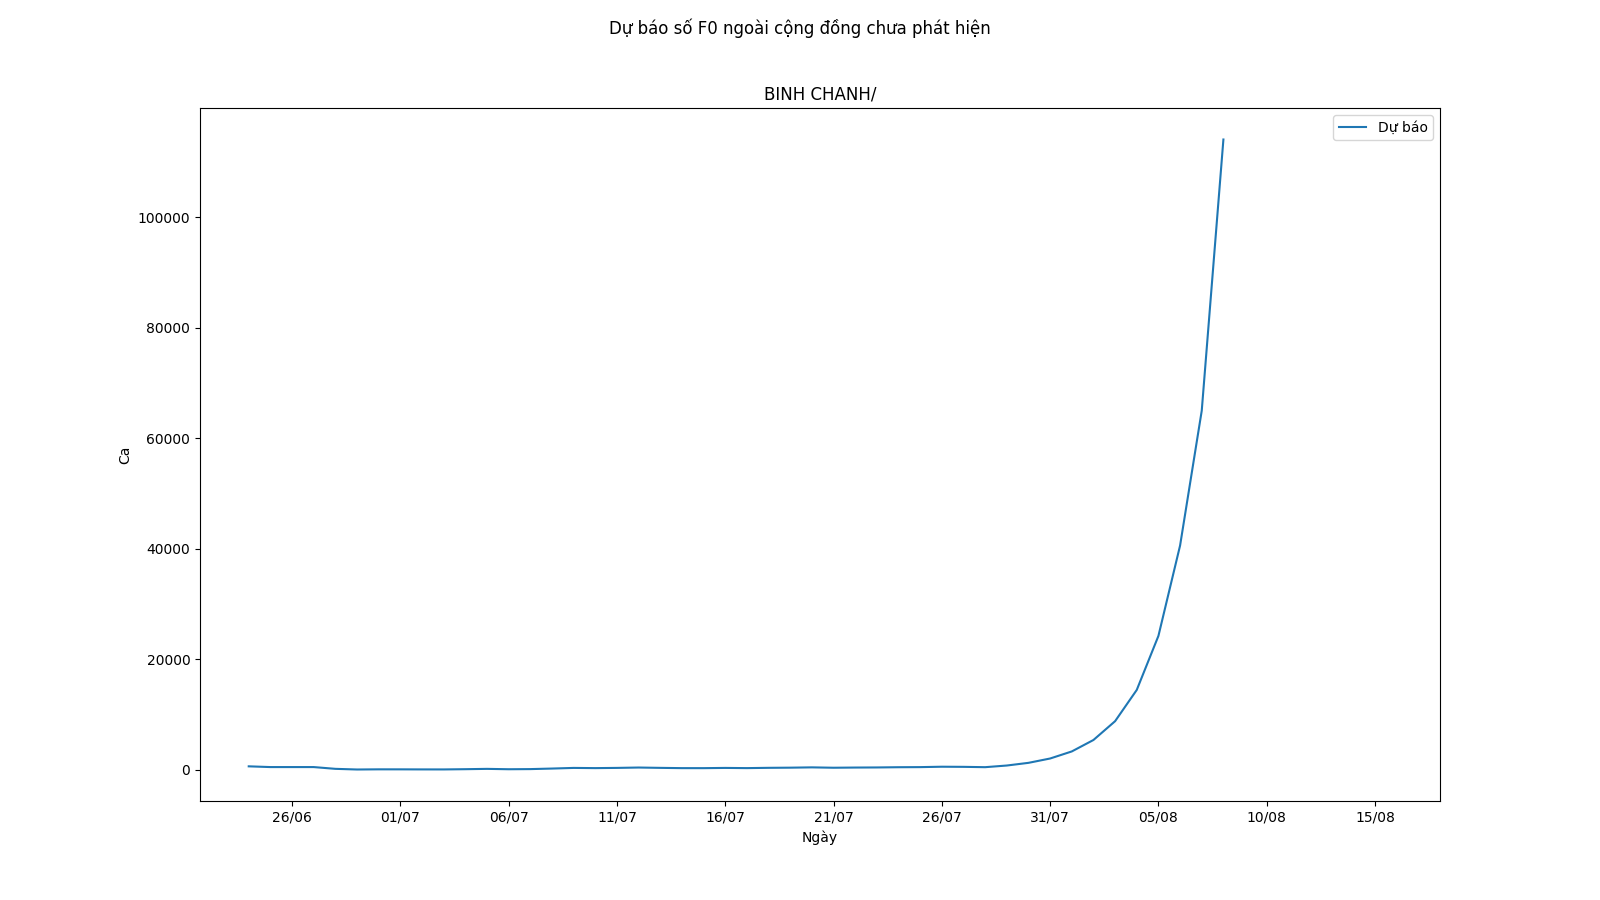 Dự báo số F0 ngoài cộng đồng chưa phát hiện
BINH CHANH/
Dự báo
100000
80000
60000
40000
20000
0
Ca
26/06 01/07 06/07 11/07 16/07 21/07 26/07 31/07 05/08 10/08 15/08
Ngày